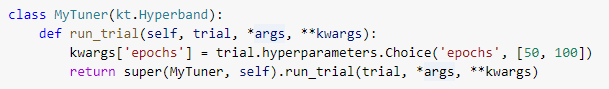 class MyTuner(kt.Hyperband):
    def run_trial(self, trial, *args, **kwargs):
        kwargs['epochs'] = trial.hyperparameters.Choice('epochs', [50, 100])
        return super(MyTuner, self).run_trial(trial, *args, **kwargs)